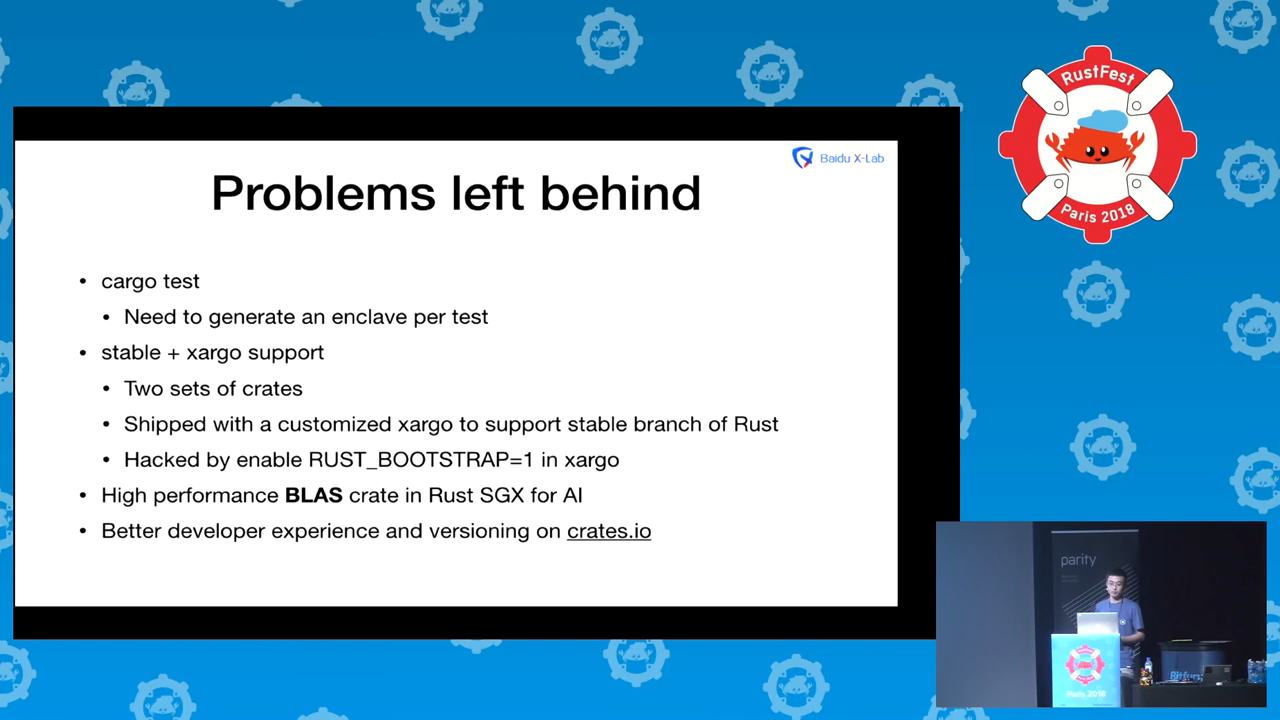 Baidu X-Lab
Problems left behind
• cargo test
• Need to generate an enclave per test
• stable + xargo support
• Two sets of crates
• Shipped with a customized xargo to support stable branch of Rust
• Hacked by enable RUST_BOOTSTRAP=1 in xargo
• High performance BLAS crate in Rust SGX for AI
• Better developer experience and versioning on crates.io
RustFest
Paris 2018
parity
Paris 2018